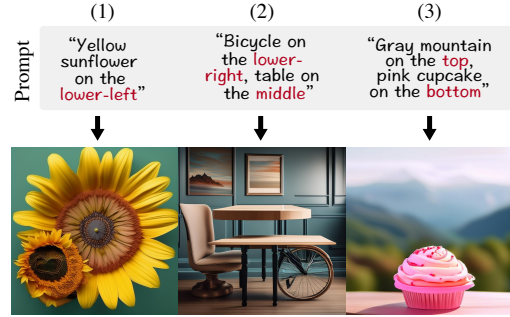 (1)
(2)
(3)
Prompt
“Yellow
sunflower
on the
lower-left”
“Bicycle on
the lower-
right, table on
the middle”
“Gray mountain
on the top,
pink cupcake
on the bottom”